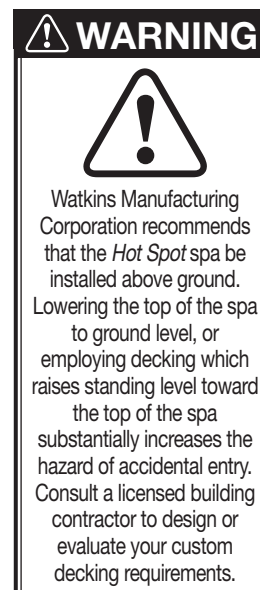 WARNING
Watkins Manufacturing
Corporation recommends
that the Hot Spot spa be
installed above ground.
Lowering the top of the spa
to ground level, or
employing decking which
raises standing level toward
the top of the spa
substantially increases the
hazard of accidental entry.
Consult a licensed building
contractor to design or
evaluate your custom
decking requirements.